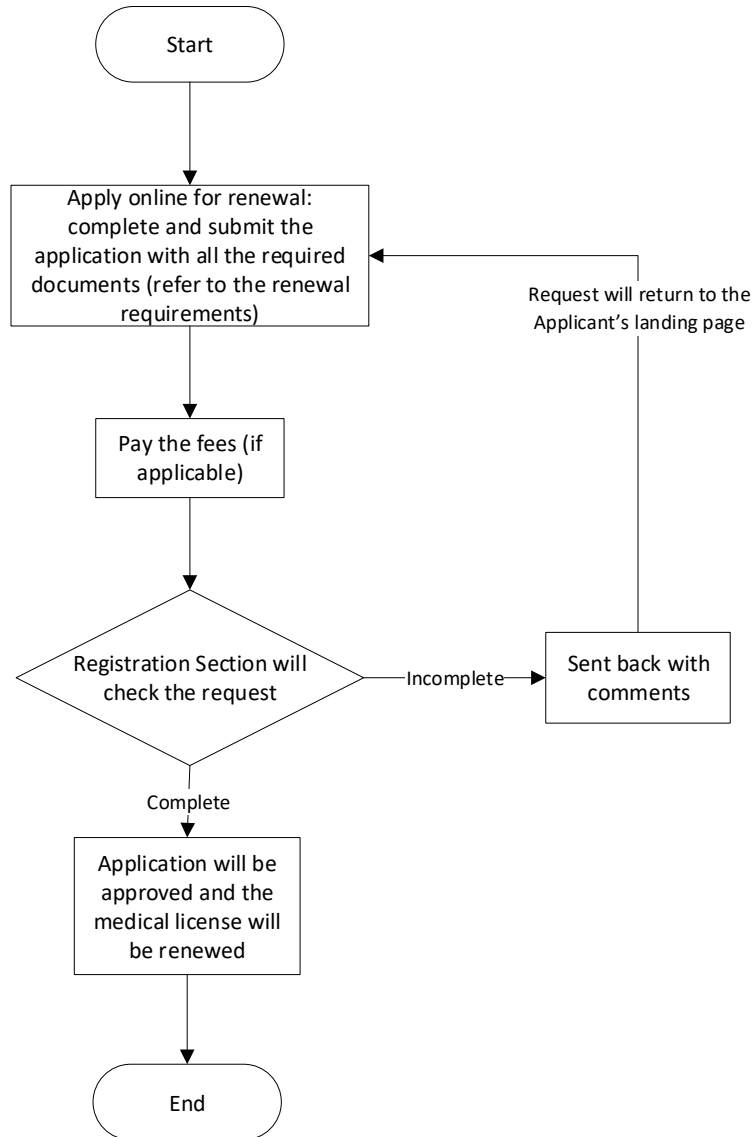 Start
Apply online for renewal:
complete and submit the
application with all the required
documents (refer to the renewal
requirements)
Request will return to the
Applicant’s landing page
Pay the fees (if
applicable)
Registration Section will
check the request
Incomplete
Sent back with
comments
Complete
Application will be
approved and the
medical license will
be renewed
End